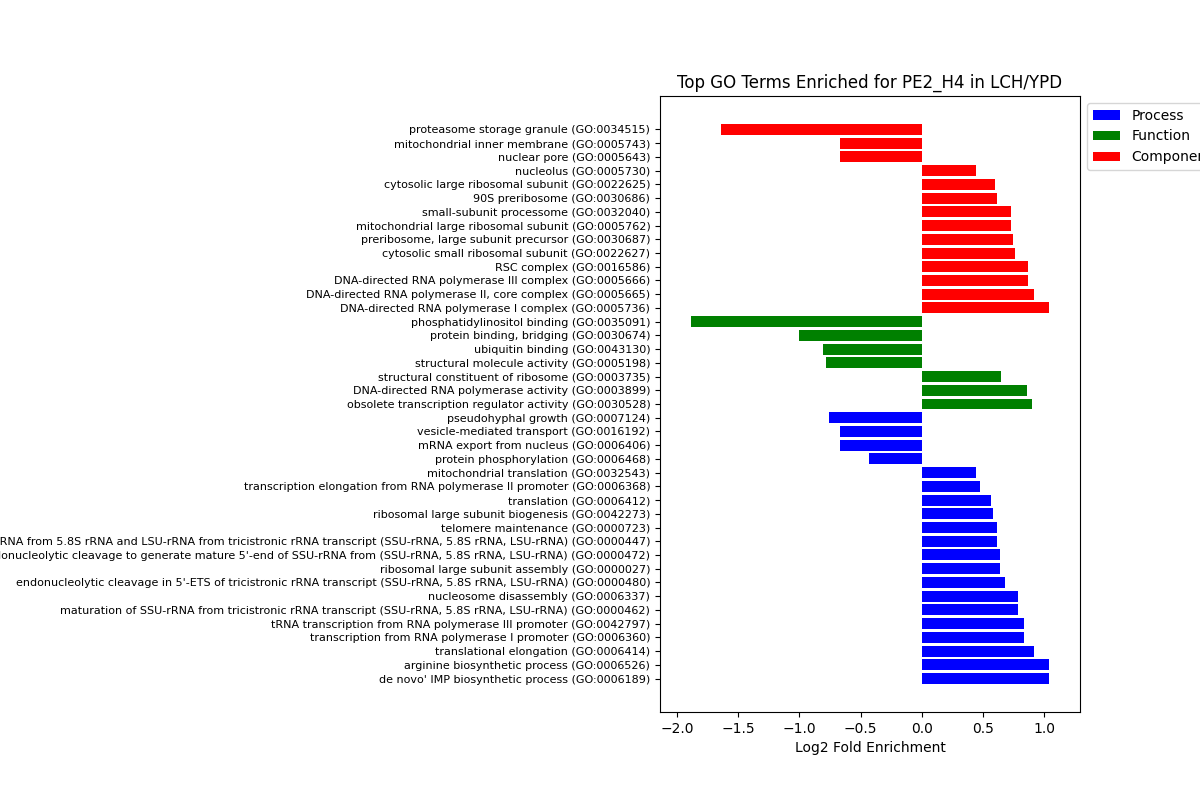 Top GO Terms Enriched for PE2_H4 in LCH/YPD
Process
Function
Componen
proteasome storage granule (GO:0034515)
mitochondrial inner membrane (GO:0005743)
nuclear pore (GO:0005643)
nucleolus (GO:0005730)
cytosolic large ribosomal subunit (GO:0022625)
90S preribosome (GO:0030686)
small-subunit processome (GO:0032040)
mitochondrial large ribosomal subunit (GO:0005762)
preribosome, large subunit precursor (GO:0030687)
cytosolic small ribosomal subunit (GO:0022627)
RSC complex (GO:0016586)
DNA-directed RNA polymerase III complex (GO:0005666)
DNA-directed RNA polymerase II, core complex (GO:0005665)
DNA-directed RNA polymerase I complex (GO:0005736)
phosphatidylinositol binding (GO:0035091)
protein binding, bridging (GO:0030674)
ubiquitin binding (GO:0043130)
structural molecule activity (GO:0005198)
structural constituent of ribosome (GO:0003735)
DNA-directed RNA polymerase activity (GO:0003899)
obsolete transcription regulator activity (GO:0030528)
pseudohyphal growth (GO:0007124)
vesicle-mediated transport (GO:0016192)
mRNA export from nucleus (GO:0006406)
protein phosphorylation (GO:0006468)
mitochondrial translation (GO:0032543)
transcription elongation from RNA polymerase II promoter (GO:0006368)
translation (GO:0006412)
ribosomal large subunit biogenesis (GO:0042273)
telomere maintenance (GO:0000723)
RNA from 5.8S rRNA and LSU-rRNA from tricistronic rRNA transcript (SSU-rRNA, 5.8S rRNA, LSU-rRNA) (GO:0000447)
onucleolytic cleavage to generate mature 5'-end of SSU-rRNA from (SSU-rRNA, 5.8S rRNA, LSU-rRNA) (GO:0000472)
ribosomal large subunit assembly (GO:0000027)
endonucleolytic cleavage in 5'-ETS of tricistronic rRNA transcript (SSU-rRNA, 5.8S rRNA, LSU-rRNA) (GO:0000480)
nucleosome disassembly (GO:0006337)
maturation of SSU-rRNA from tricistronic rRNA transcript (SSU-rRNA, 5.8S rRNA, LSU-rRNA) (GO:0000462)
tRNA transcription from RNA polymerase III promoter (GO:0042797)
transcription from RNA polymerase I promoter (GO:0006360)
translational elongation (GO:0006414)
arginine biosynthetic process (GO:0006526)
de novo' IMP biosynthetic process (GO:0006189)
−2.0 −1.5 −1.0 −0.5 0.0 0.5 1.0
Log2 Fold Enrichment